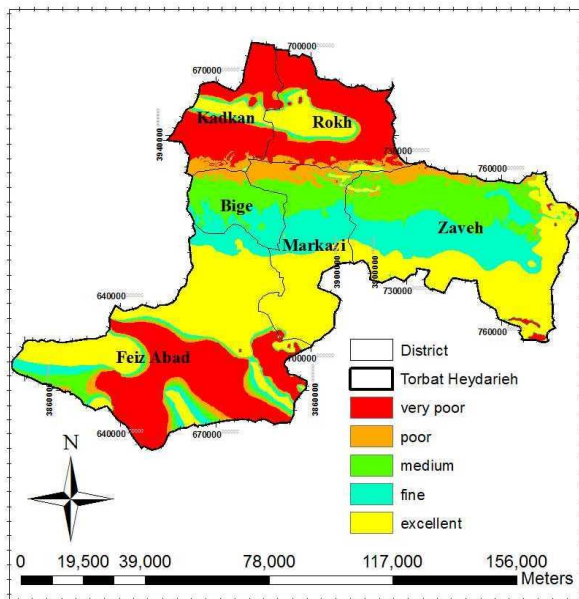 700000
670000
Kadkan
Rokh
3940000
730000
760000
Bige
Zaveh
Markazi
3900000
3900000
640000
730000
760000
Feiz Abad
700000
3860000
3860000
640000
670000
District
Torbat Heydarieh
very poor
poor
medium
fine
excellent
N
0 19,500 39,000 78,000 117,000 156,000
Meters